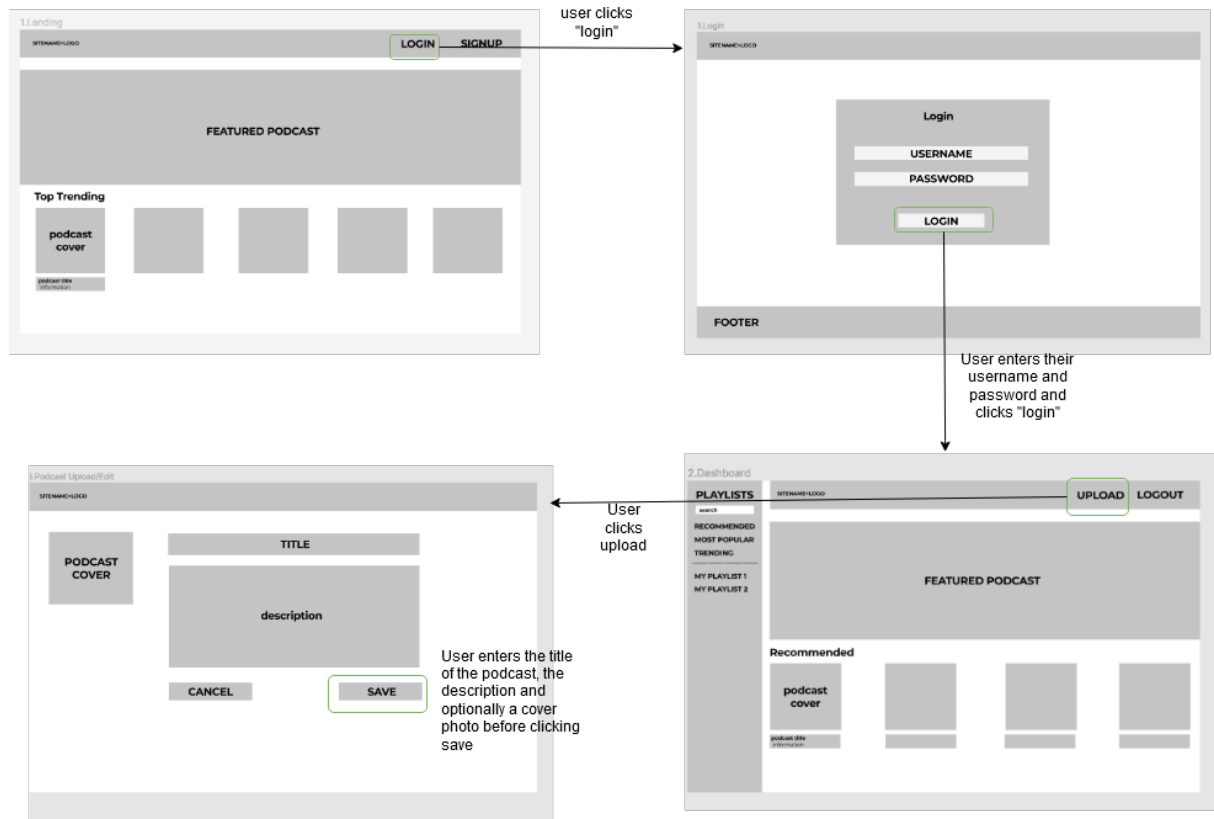 1.Landing
SITENAME+LOGO
LOGIN
SIGNUP
FEATURED PODCAST
Top Trending
podcast
cover
podcast title
information
user clicks
"login"
1.Login
SITENAME+LOGO
Login
USERNAME
PASSWORD
LOGIN
FOOTER
User enters their
username and
password and
clicks "login"
2.Dashboard
PLAYLISTS
search
RECOMMENDED
MOST POPULAR
TRENDING
MY PLAYLIST 1
MY PLAYLIST 2
SITENAME+LOGO
UPLOAD
LOGOUT
FEATURED PODCAST
Recommended
podcast
cover
podcast title
information
User
clicks
upload
3.Podcast Upload/Edit
SITENAME+LOGO
PODCAST
COVER
TITLE
description
CANCEL
SAVE
User enters the title
of the podcast, the
description and
optionally a cover
photo before clicking
save